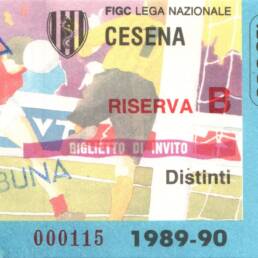 FIGC LEGA NAZIONALE
CESENA
RISERVA B
BIGLIETTO DI INVITO
BUNA
Distinti
000115 1989-90